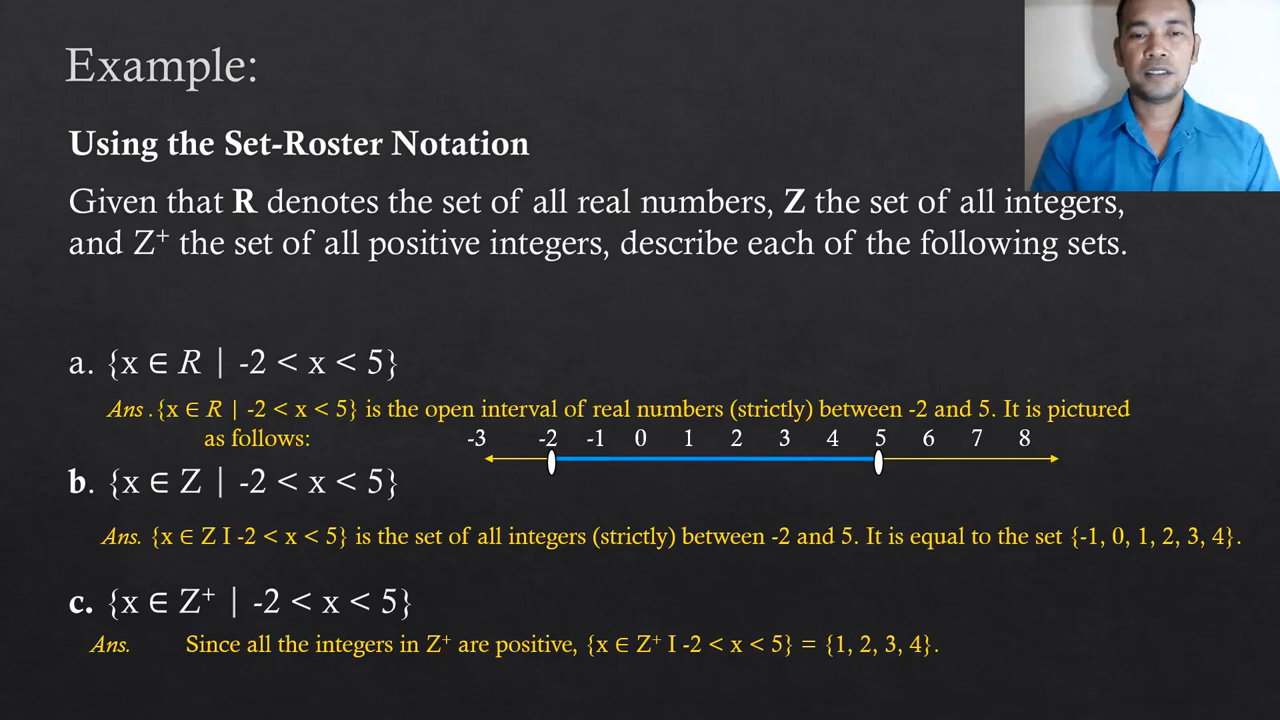 Example:
Using the Set-Roster Notation
Given that R denotes the set of all real numbers, Z the set of all integers,
and Z⁺ the set of all positive integers, describe each of the following sets.
a. {x ∈ R | -2 < x < 5}
Ans .{x ∈ R | -2 < x < 5} is the open interval of real numbers (strictly) between -2 and 5. It is pictured
as follows:
-3 -2 -1 0 1 2 3 4 5 6 7 8
b. {x ∈ Z | -2 < x < 5}
Ans. {x ∈ Z I -2 < x < 5} is the set of all integers (strictly) between -2 and 5. It is equal to the set {-1, 0, 1, 2, 3, 4}.
c. {x ∈ Z⁺ | -2 < x < 5}
Ans. Since all the integers in Z⁺ are positive, {x ∈ Z⁺ I -2 < x < 5} = {1, 2, 3, 4}.